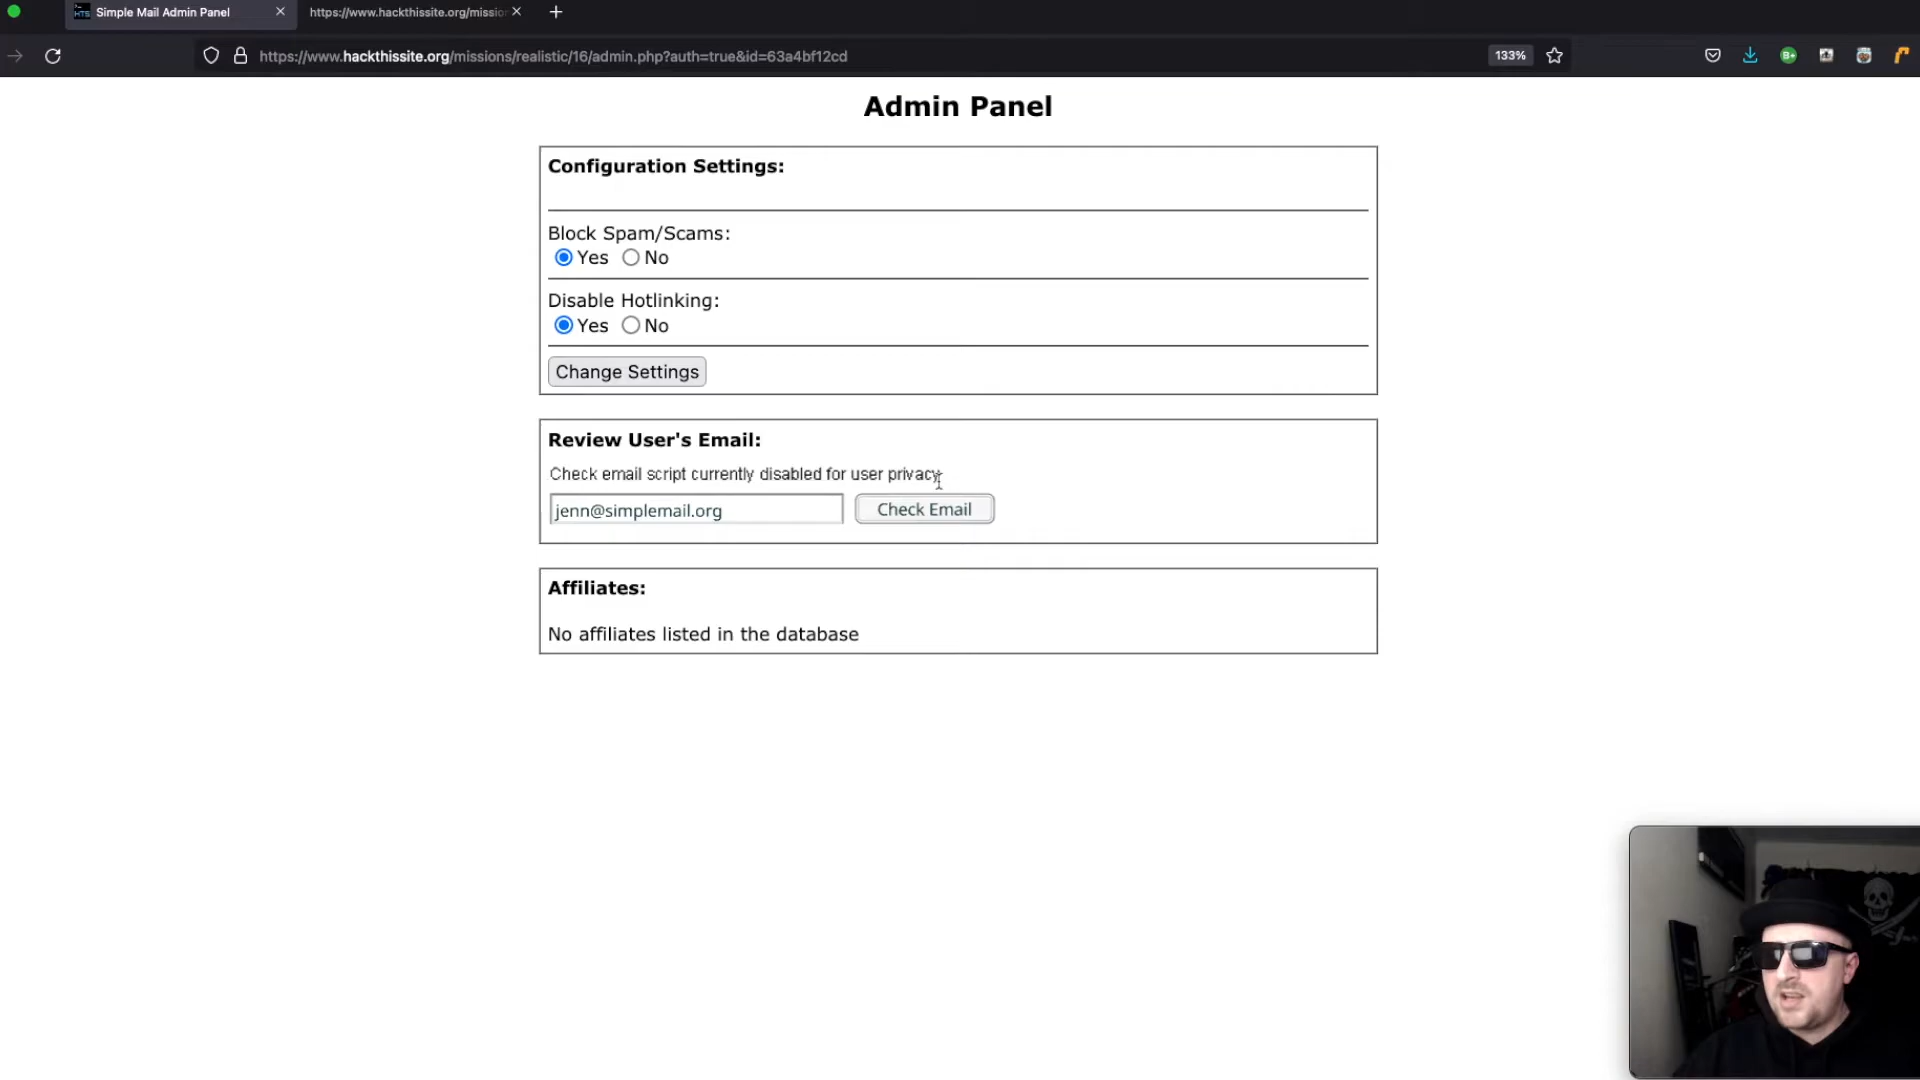 Simple Mail Admin Panel
https://www.hackthissite.org/missio
https://www.hackthissite.org/missions/realistic/16/admin.php?auth=true&id=63a4bf12cd
133%
Admin Panel
Configuration Settings:
Block Spam/Scams:
Yes No
Disable Hotlinking:
Yes No
Change Settings
Review User's Email:
Check email script currently disabled for user privacy
jenn@simplemail.org Check Email
Affiliates:
No affiliates listed in the database